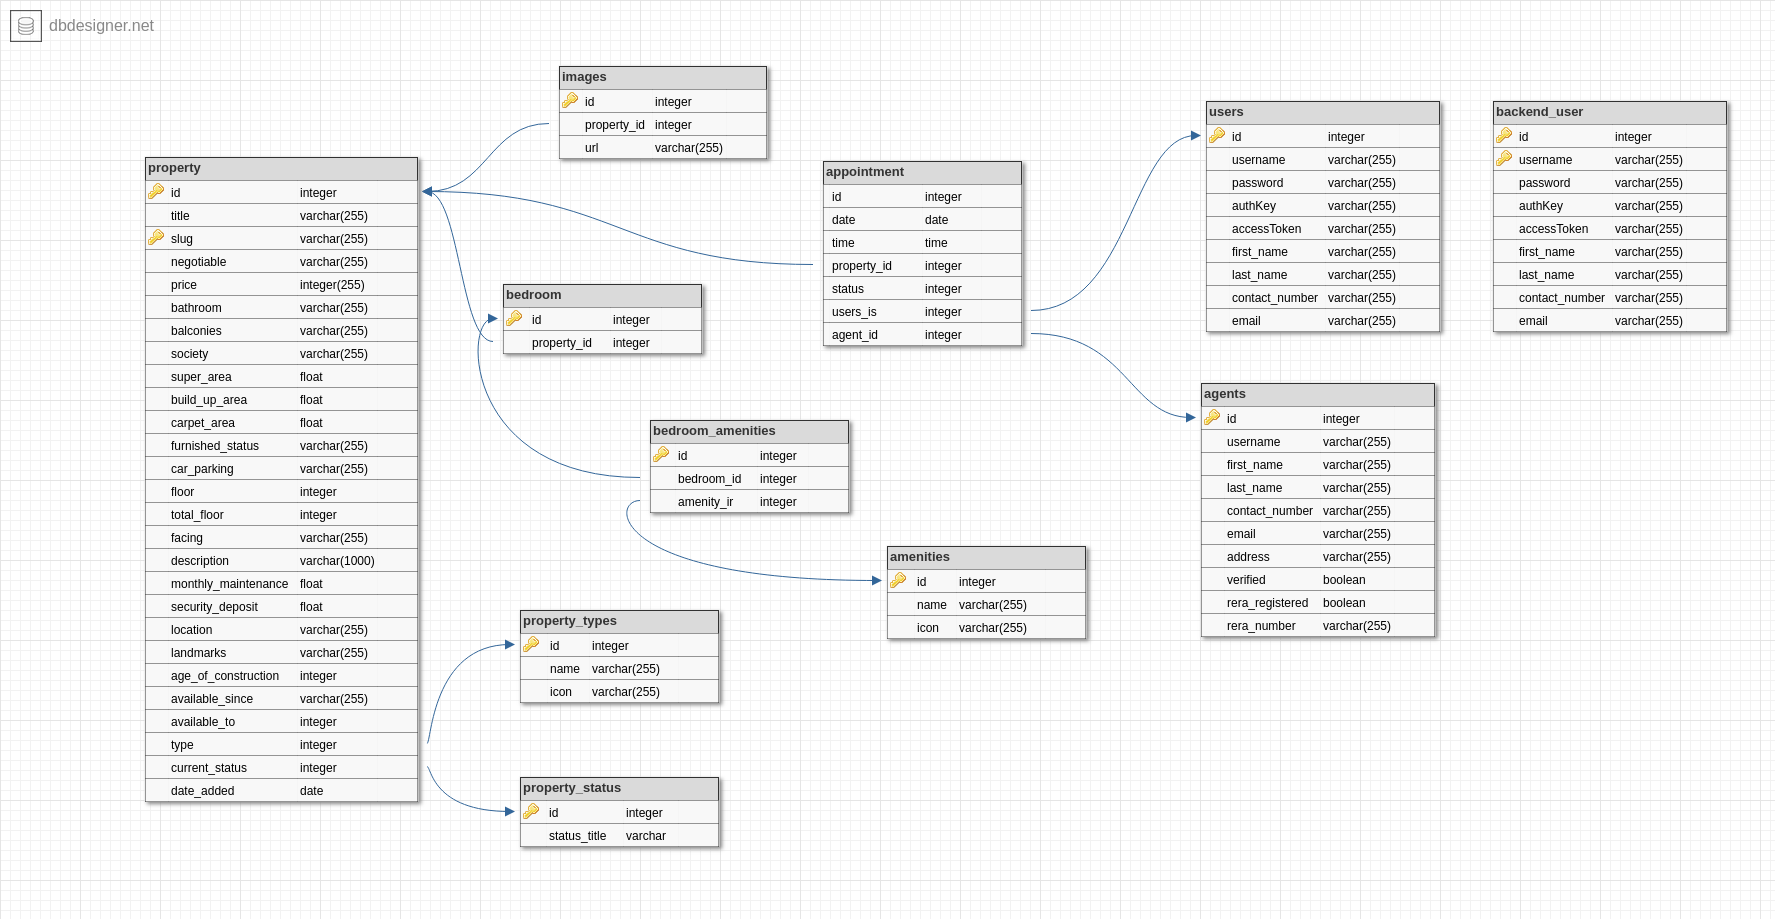 dbdesigner.net
images
id integer
property_id integer
url varchar(255)
property
id integer
title varchar(255)
slug varchar(255)
negotiable varchar(255)
price integer(255)
bathroom varchar(255)
balconies varchar(255)
society varchar(255)
super_area float
build_up_area float
carpet_area float
furnished_status varchar(255)
car_parking varchar(255)
floor integer
total_floor integer
facing varchar(255)
description varchar(1000)
monthly_maintenance float
security_deposit float
location varchar(255)
landmarks varchar(255)
age_of_construction integer
available_since varchar(255)
available_to integer
type integer
current_status integer
date_added date
bedroom
id integer
property_id integer
appointment
id integer
date date
time time
property_id integer
status integer
users_is integer
agent_id integer
users
id integer
username varchar(255)
password varchar(255)
authKey varchar(255)
accessToken varchar(255)
first_name varchar(255)
last_name varchar(255)
contact_number varchar(255)
email varchar(255)
backend_user
id integer
username varchar(255)
password varchar(255)
authKey varchar(255)
accessToken varchar(255)
first_name varchar(255)
last_name varchar(255)
contact_number varchar(255)
email varchar(255)
bedroom_amenities
id integer
bedroom_id integer
amenity_ir integer
agents
id integer
username varchar(255)
first_name varchar(255)
last_name varchar(255)
contact_number varchar(255)
email varchar(255)
address varchar(255)
verified boolean
rera_registered boolean
rera_number varchar(255)
amenities
id integer
name varchar(255)
icon varchar(255)
property_types
id integer
name varchar(255)
icon varchar(255)
property_status
id integer
status_title varchar